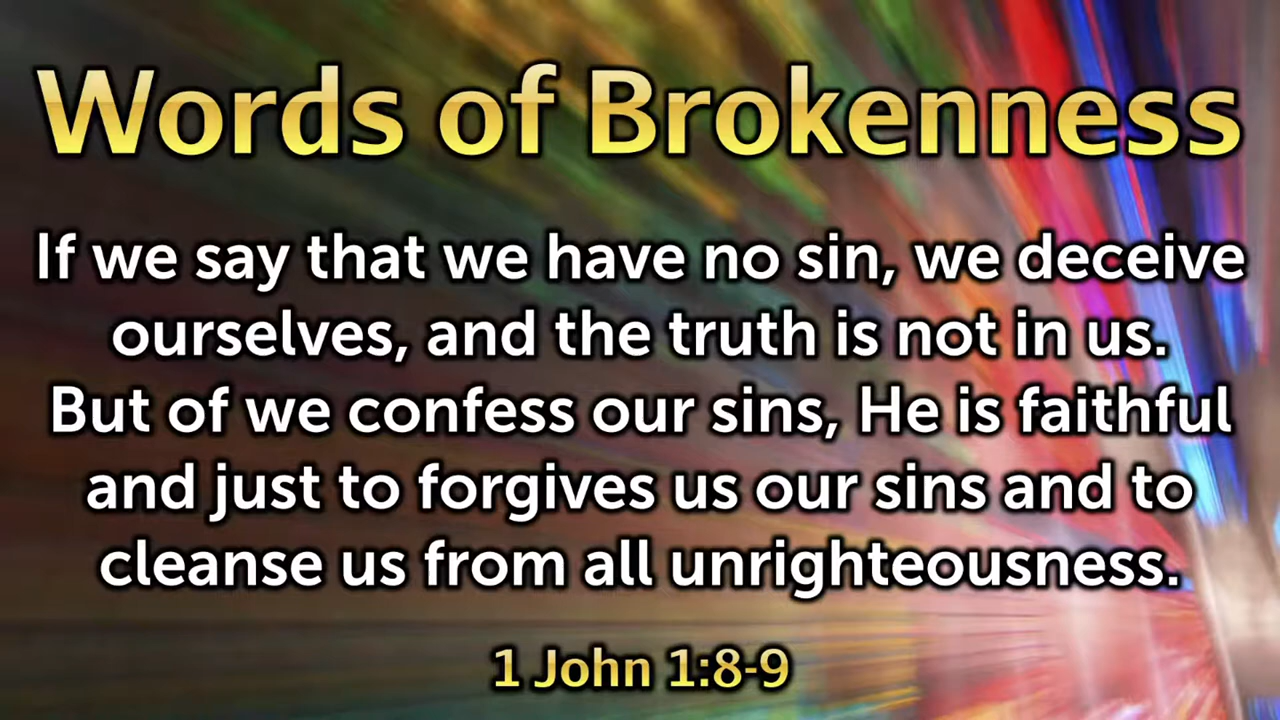 Words of Brokenness
If we say that we have no sin, we deceive
ourselves, and the truth is not in us.
But of we confess our sins, He is faithful
and just to forgives us our sins and to
cleanse us from all unrighteousness.
1 John 1:8-9